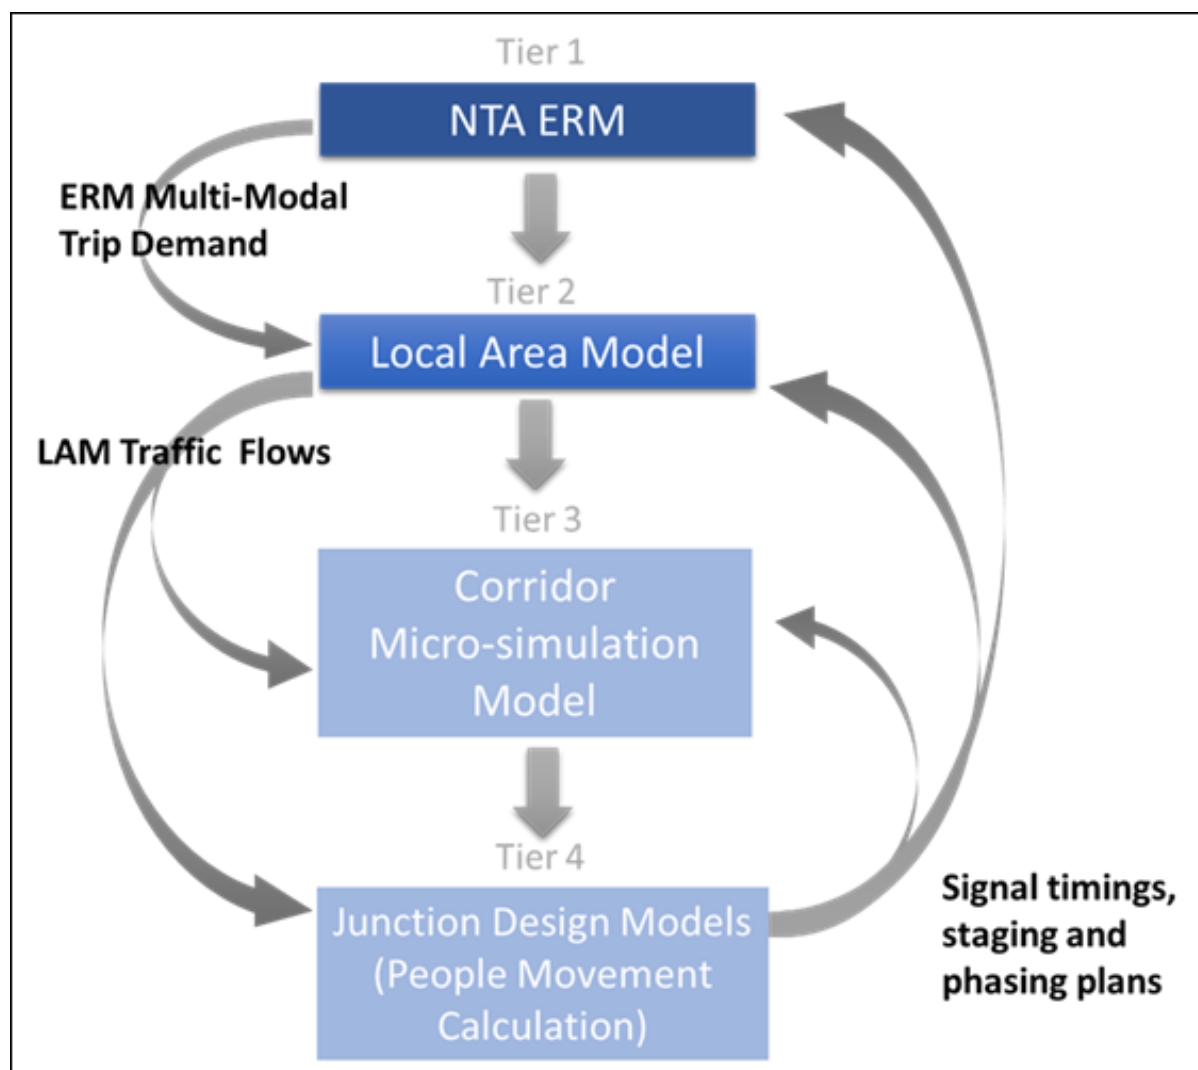 Tier 1
NTA ERM
ERM Multi-Modal
Trip Demand
Tier 2
Local Area Model
LAM Traffic  Flows
Tier 3
Corridor
Micro-simulation
Model
Tier 4
Junction Design Models
(People Movement
Calculation)
Signal timings,
staging and
phasing plans